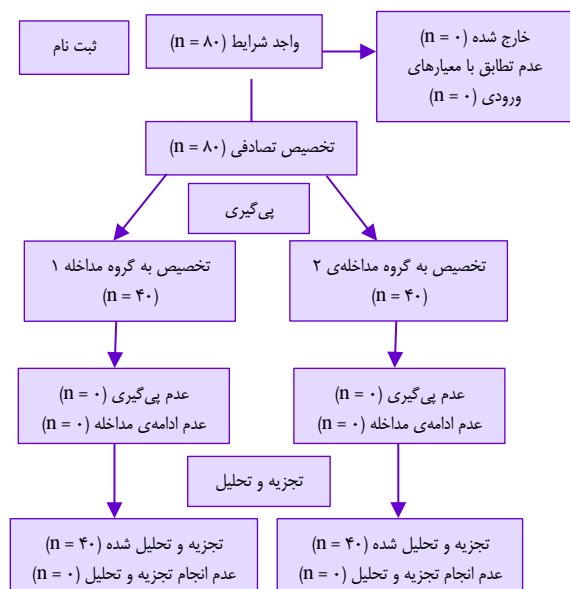 ثبت نام
واجد شرایط (n = ۸۰)
خارج شده (n = ۰)
عدم تطابق با معیارهای
ورودی (n = ۰)
تخصیص تصادفی (n = ۸۰)
پی‌گیری
تخصیص به گروه مداخله‌ی ۲
(n = ۴۰)
تخصیص به گروه مداخله ۱
(n = ۴۰)
عدم پی‌گیری (n = ۰)
عدم ادامه‌ی مداخله (n = ۰)
عدم پی‌گیری (n = ۰)
عدم ادامه‌ی مداخله (n = ۰)
تجزیه و تحلیل
تجزیه و تحلیل شده (n = ۴۰)
عدم انجام تجزیه و تحلیل (n = ۰)
تجزیه و تحلیل شده (n = ۴۰)
عدم انجام تجزیه و تحلیل (n = ۰)